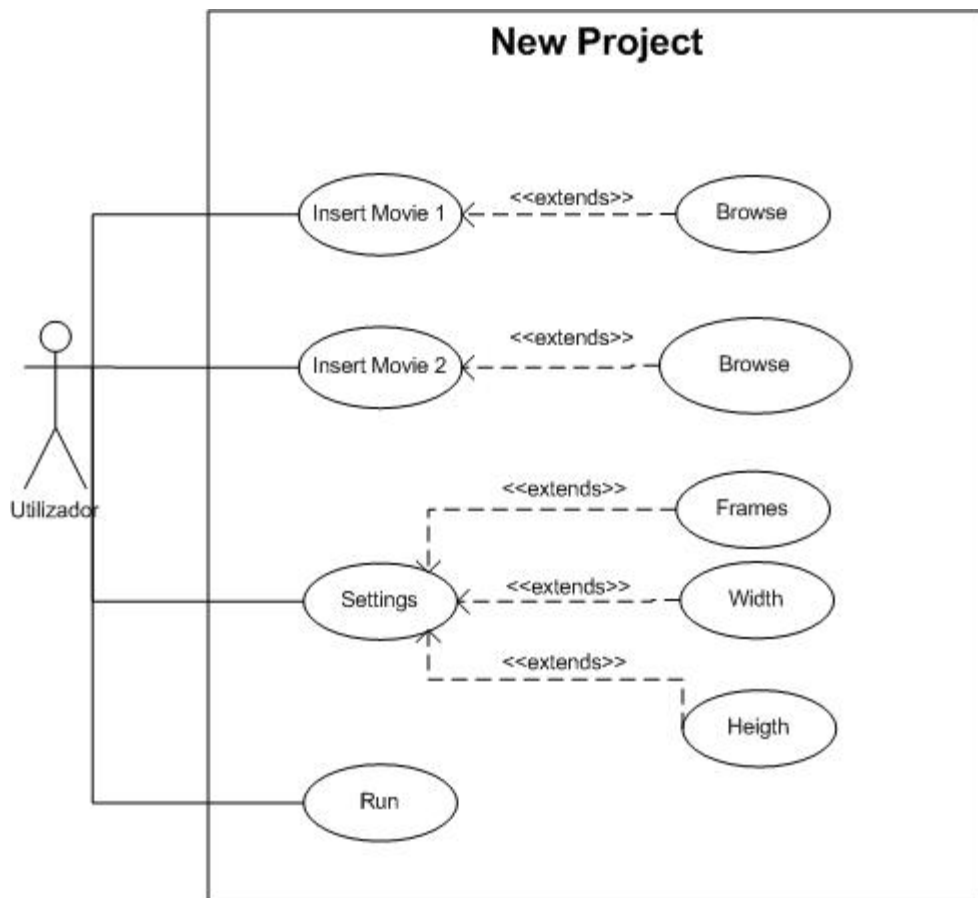 New Project
Insert Movie 1
<<extends>>
Browse
Insert Movie 2
<<extends>>
Browse
Utilizador
<<extends>>
Frames
Settings
<<extends>>
Width
<<extends>>
Heigth
Run